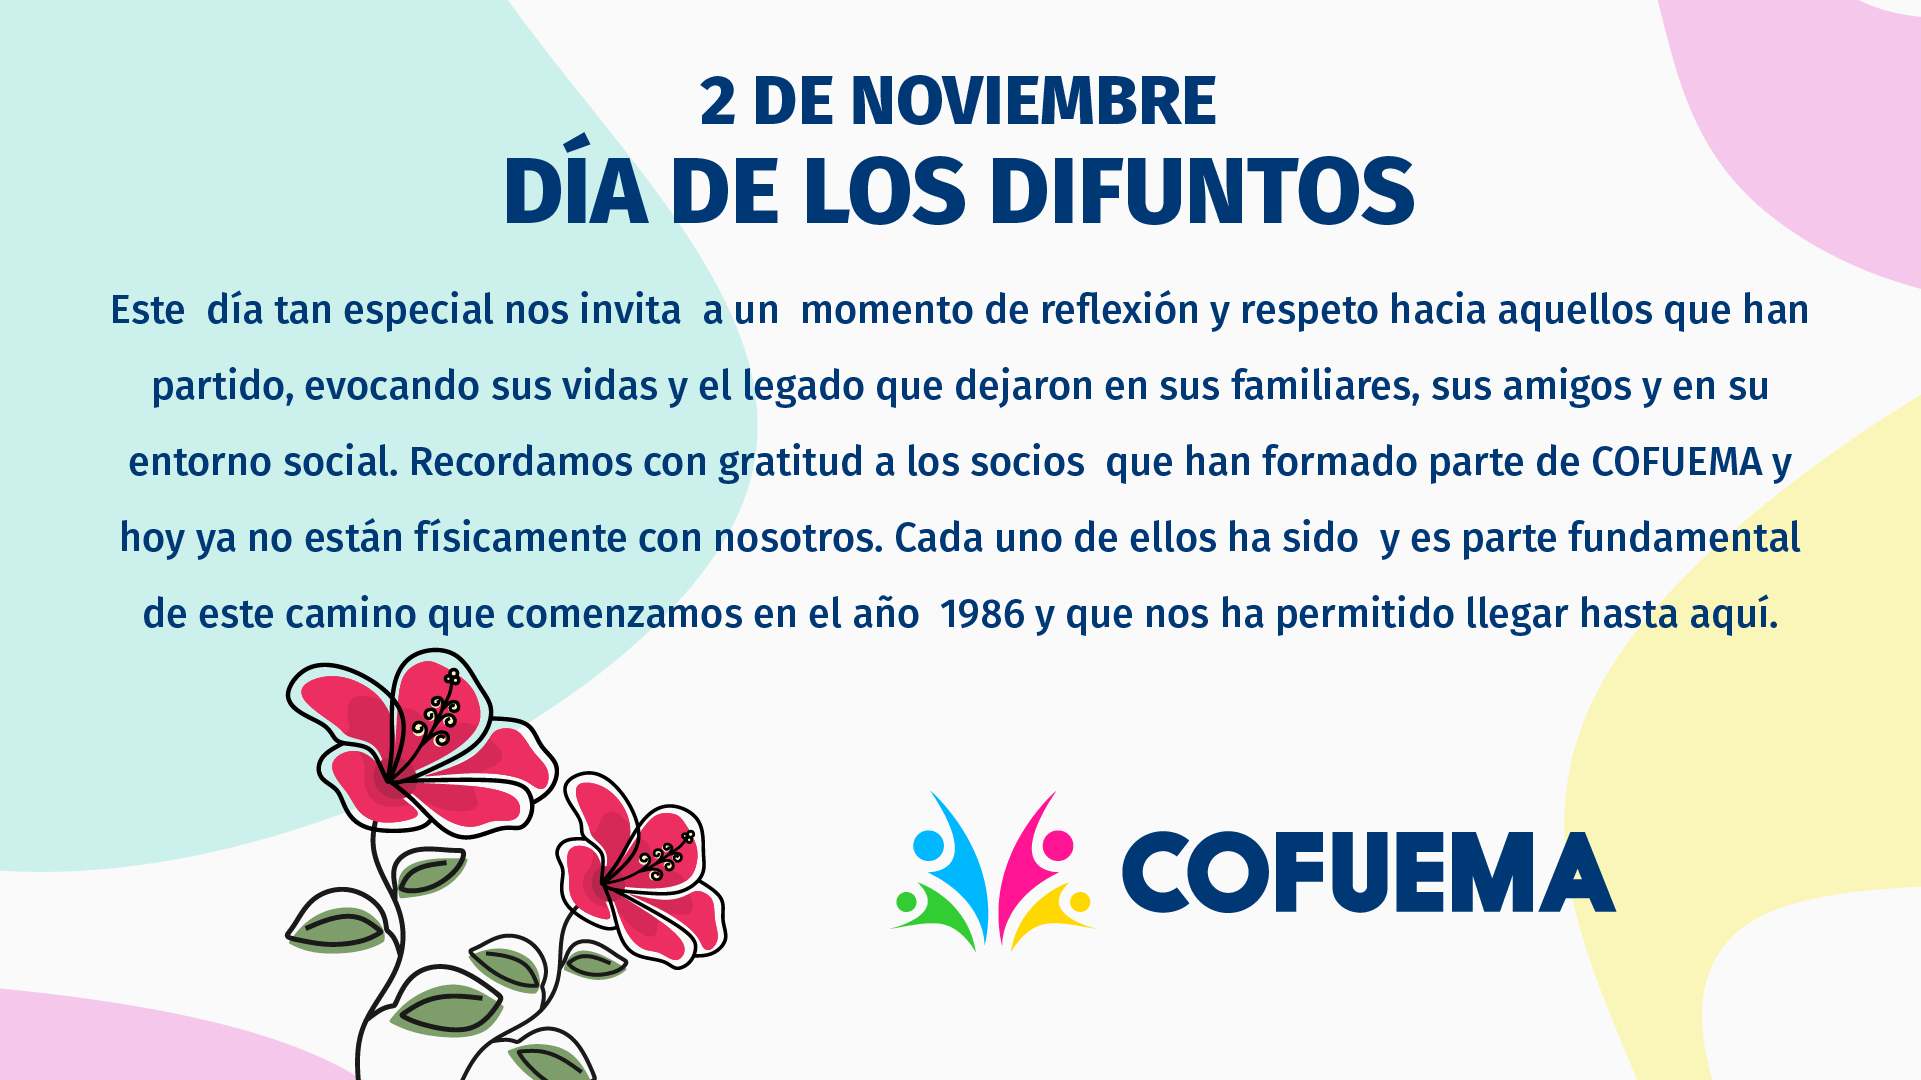 2 DE NOVIEMBRE
DÍA DE LOS DIFUNTOS
Este día tan especial nos invita a un momento de reflexión y respeto hacia aquellos que han
partido, evocando sus vidas y el legado que dejaron en sus familiares, sus amigos y en su
entorno social. Recordamos con gratitud a los socios que han formado parte de COFUEMA y
hoy ya no están físicamente con nosotros. Cada uno de ellos ha sido y es parte fundamental
de este camino que comenzamos en el año 1986 y que nos ha permitido llegar hasta aquí.
COFUEMA